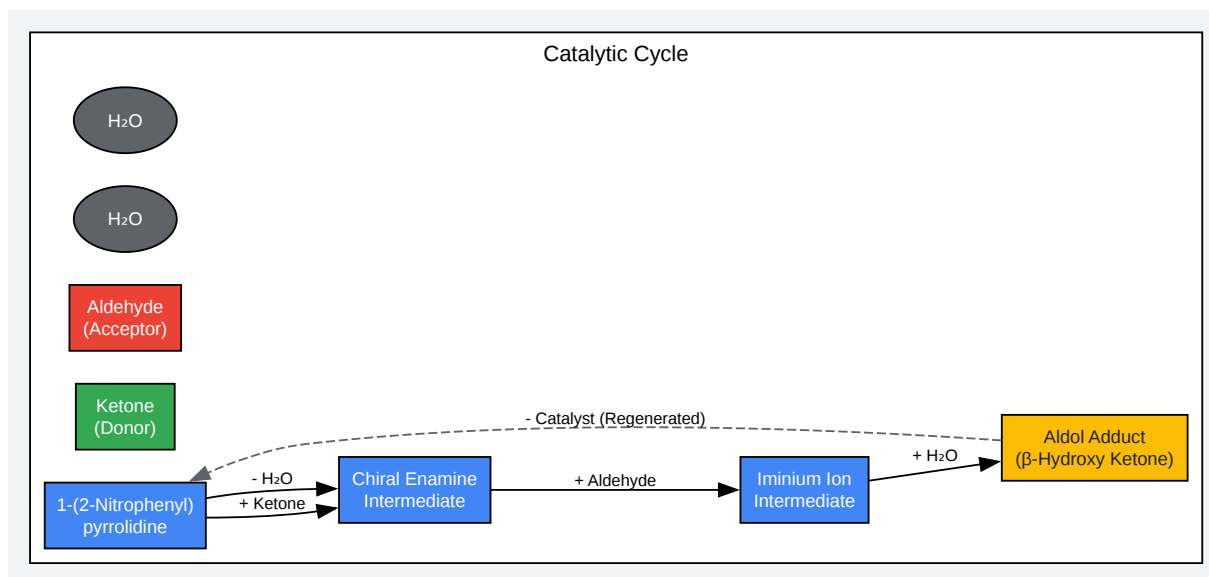 Catalytic Cycle
H₂O
H₂O
Aldehyde
(Acceptor)
Ketone
(Donor)
- Catalyst (Regenerated)
Aldol Adduct
(β-Hydroxy Ketone)
+ H₂O
- H₂O
+ Ketone
1-(2-Nitrophenyl)
pyrrolidine
Chiral Enamine
Intermediate
+ Aldehyde
Iminium Ion
Intermediate